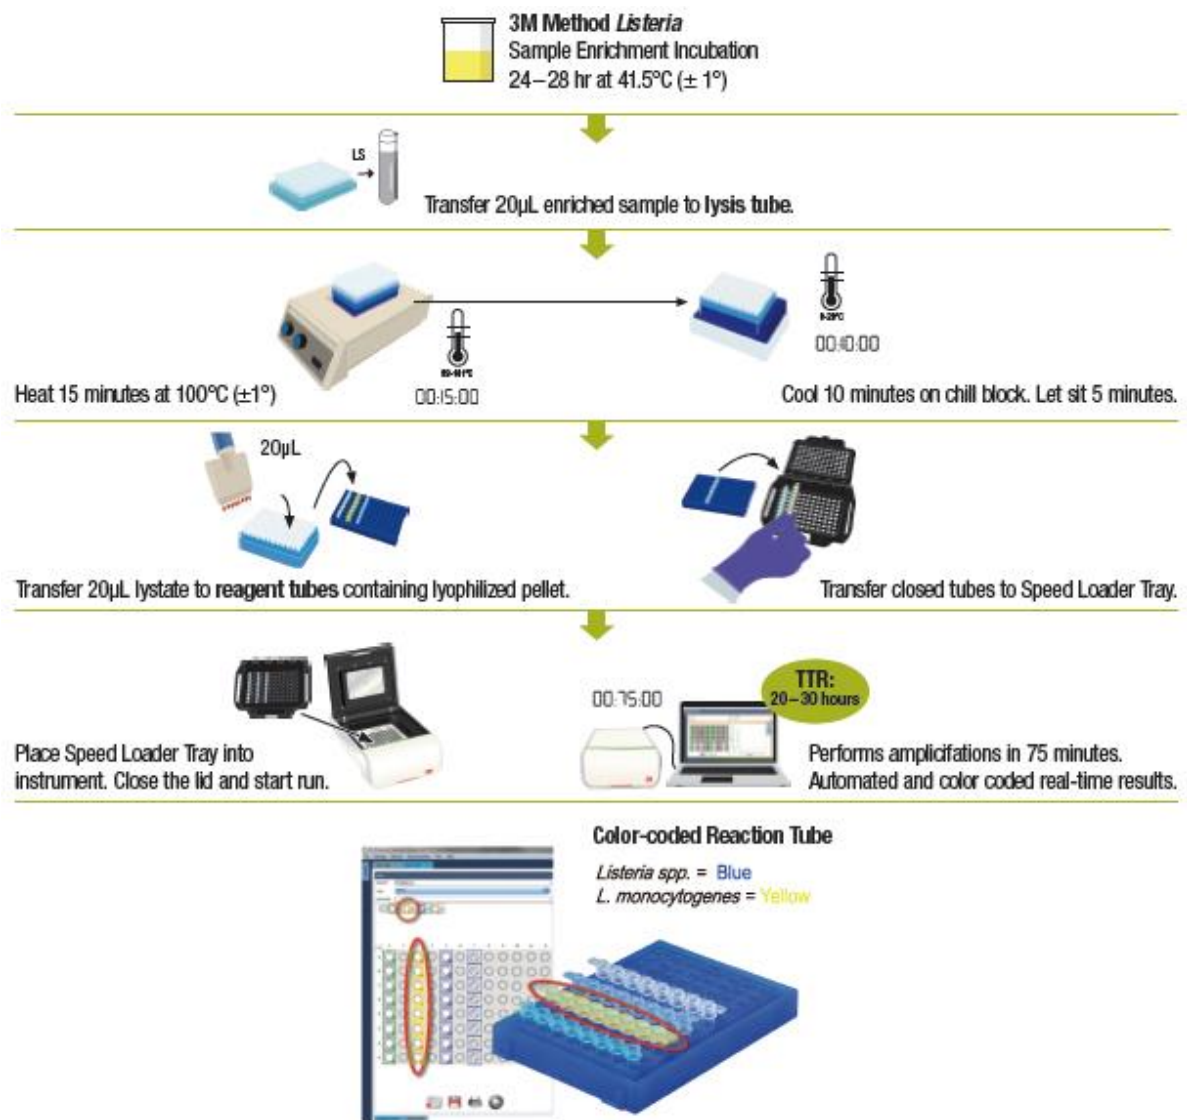 3M Method Listeria
Sample Enrichment Incubation
24–28 hr at 41.5°C (± 1°)
LS
Transfer 20µL enriched sample to lysis tube.
00:15:00
Heat 15 minutes at 100°C (±1°)
00:10:00
Cool 10 minutes on chill block. Let sit 5 minutes.
20µL
Transfer 20µL lystate to reagent tubes containing lyophilized pellet.
Transfer closed tubes to Speed Loader Tray.
Place Speed Loader Tray into
instrument. Close the lid and start run.
00:75:00
TTR:
20–30 hours
Performs amplicifations in 75 minutes.
Automated and color coded real-time results.
Color-coded Reaction Tube
Listeria spp. = Blue
L. monocytogenes = Yellow